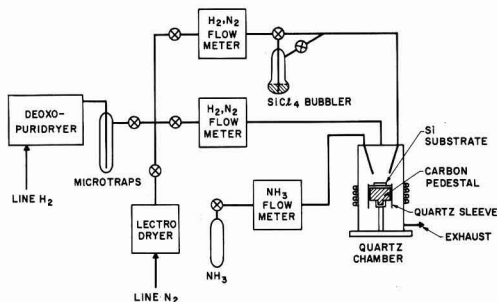 H2,N2
FLOW
METER
SiCl4 BUBBLER
DEOXO-
PURIDRYER
H2,N2
FLOW
METER
Si
SUBSTRATE
CARBON
PEDESTAL
LINE H2
MICROTRAPS
NH3
FLOW
METER
LECTRO
DRYER
QUARTZ SLEEVE
EXHAUST
QUARTZ
CHAMBER
NH3
LINE N2